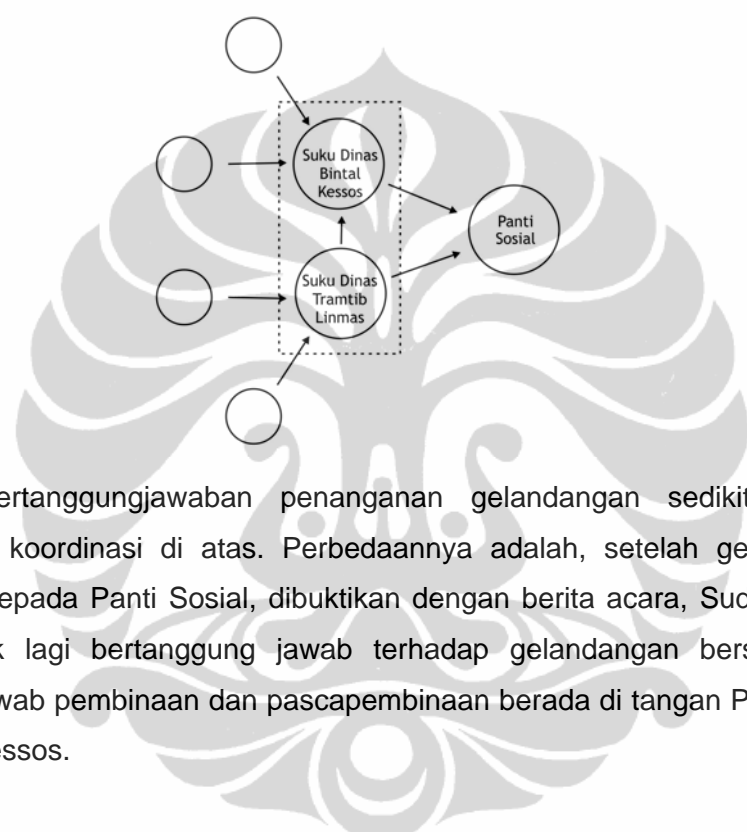 Suku Dinas
Bintal
Kessos
Panti
Sosial
Suku Dinas
Tramtib
Linmas
ertanggungjawaban penanganan gelandangan sedikit
koordinasi di atas. Perbedaannya adalah, setelah ge
epada Panti Sosial, dibuktikan dengan berita acara, Suc
k lagi bertanggung jawab terhadap gelandangan bers
wab pembinaan dan pascapembinaan berada di tangan P
essos.